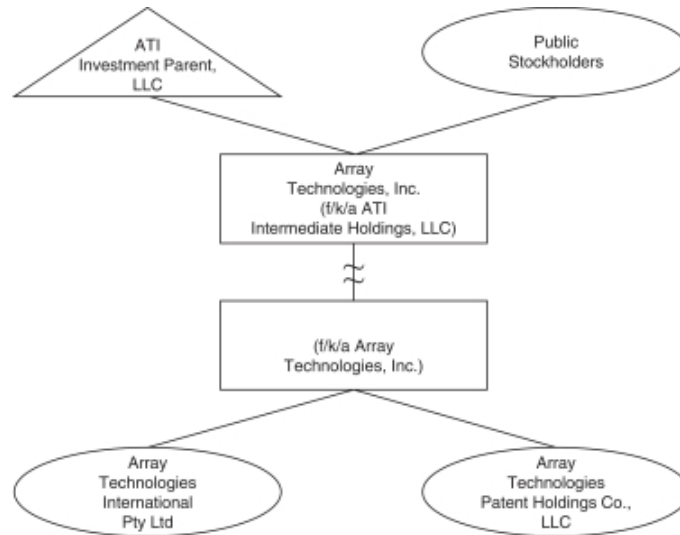 ATI
Investment Parent,
LLC
Public
Stockholders
Array
Technologies, Inc.
(f/k/a ATI
Intermediate Holdings, LLC)
(f/k/a Array
Technologies, Inc.)
Array
Technologies
International
Pty Ltd
Array
Technologies
Patent Holdings Co.,
LLC